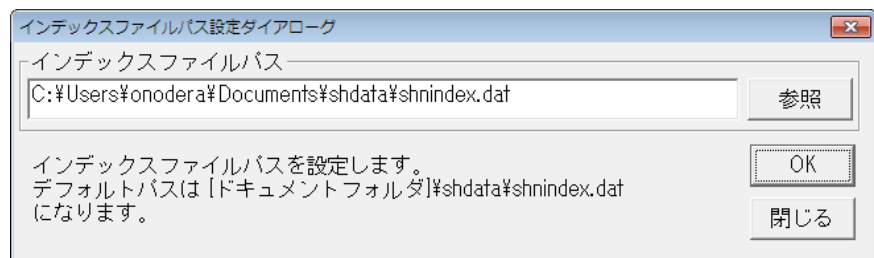 インデックスファイルパス設定ダイアローグ
インデックスファイルパス
C:¥Users¥onodera¥Documents¥shdata¥shnindex.dat
参照
インデックスファイルパスを設定します。
デフォルトパスは [ドキュメントフォルダ]¥shdata¥shnindex.dat
になります。
OK
閉じる